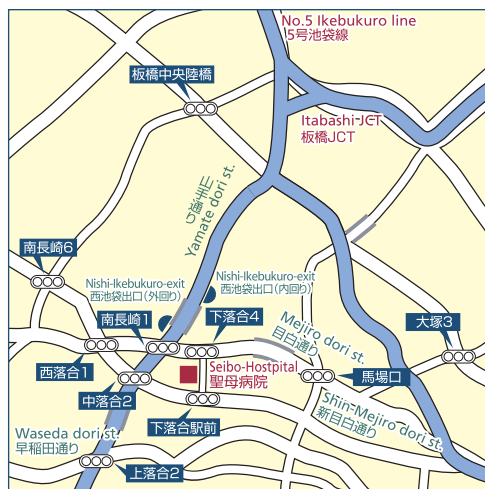 No.5 Ikebukuro line
5号池袋線
板橋中央陸橋
Itabashi JCT
板橋JCT
山手通り
Yamate dori st.
南長崎6
Nishi-Ikebukuro-exit
西池袋出口(外回り)
Nishi-Ikebukuro-exit
西池袋出口(内回り)
南長崎1
下落合4
Mejiro dori st.
目白通り
大塚3
西落合1
Seibo-Hostpital
聖母病院
馬場口
中落合2
Shin-Mejiro dori st.
新目白通り
下落合駅前
Waseda dori st.
早稲田通り
上落合2